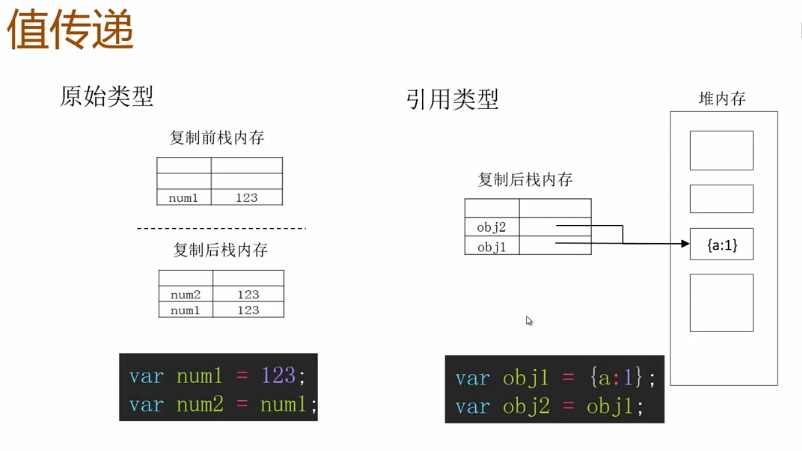 值传递
原始类型
复制前栈内存
num1 123
复制后栈内存
num2 123
num1 123
var num1 = 123;
var num2 = num1;
引用类型
复制后栈内存
obj2
obj1
堆内存
{a:1}
var obj1 = {a:1};
var obj2 = obj1;